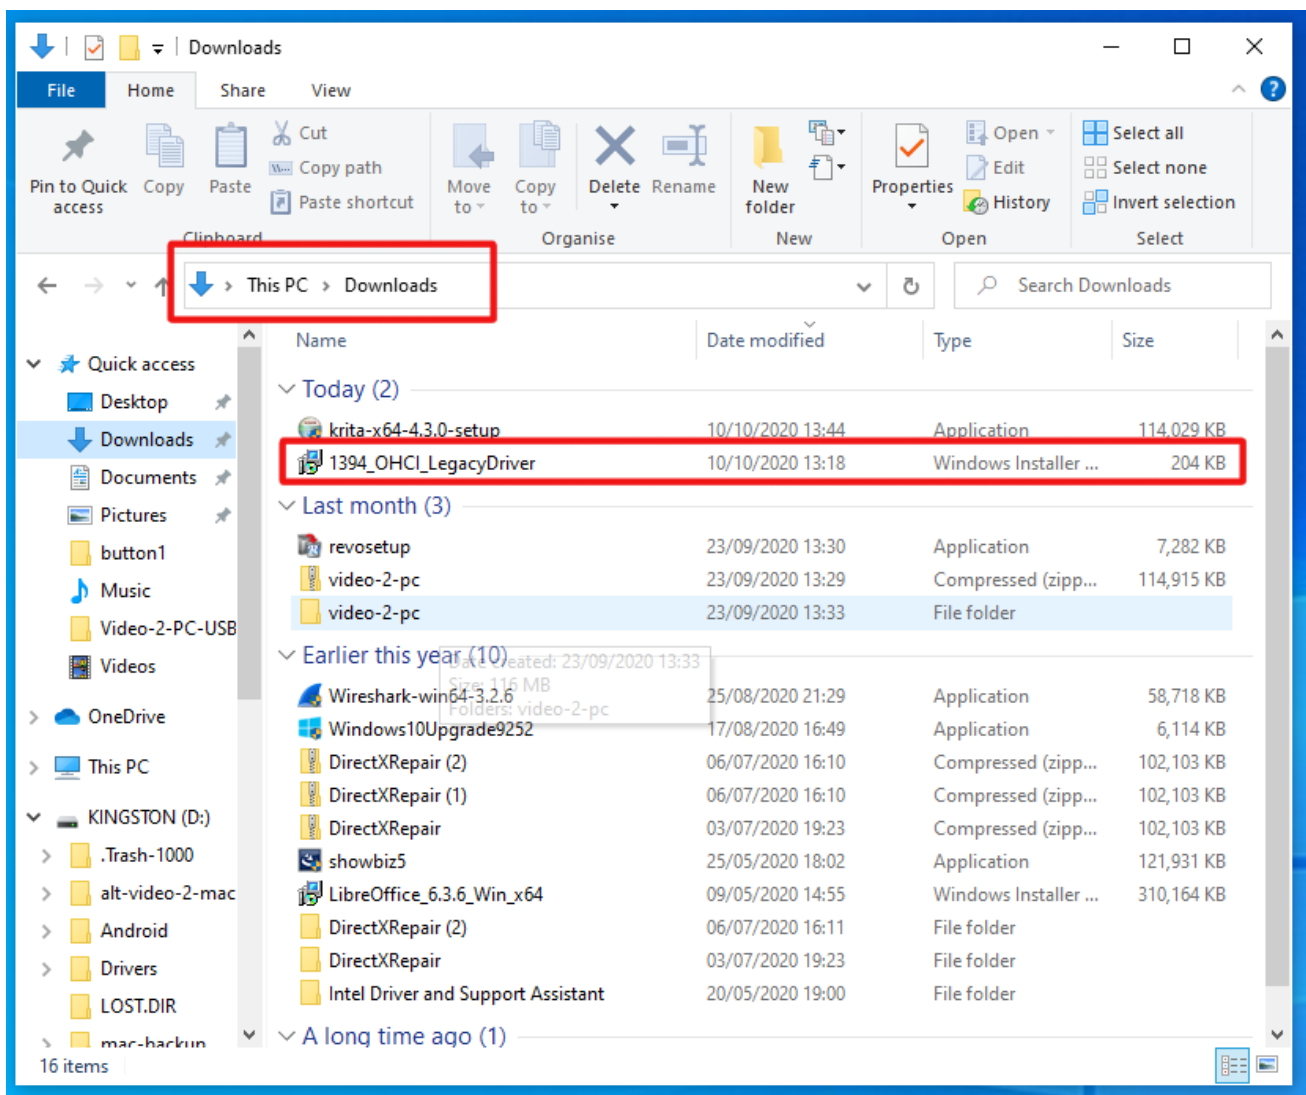 Downloads
File Home Share View
Pin to Quick access
Copy
Paste
Cut
Copy path
Paste shortcut
Clipboard
Move to
Copy to
Delete
Rename
Organise
New folder
New
Properties
Open
Edit
History
Open
Select all
Select none
Invert selection
Select
This PC > Downloads
Search Downloads
Quick access
Desktop
Downloads
Documents
Pictures
button1
Music
Video-2-PC-USB
Videos
OneDrive
This PC
KINGSTON (D:)
.Trash-1000
alt-video-2-mac
Android
Drivers
LOST.DIR
mac-backup
Name Date modified Type Size
Today (2)
krita-x64-4.3.0-setup 10/10/2020 13:44 Application 114,029 KB
1394_OHCI_LegacyDriver 10/10/2020 13:18 Windows Installer ... 204 KB
Last month (3)
revosetup 23/09/2020 13:30 Application 7,282 KB
video-2-pc 23/09/2020 13:29 Compressed (zipp... 114,915 KB
video-2-pc 23/09/2020 13:33 File folder
Earlier this year (10)
Date created: 23/09/2020 13:33
Size: 116 MB
Folders: video-2-pc
Wireshark-win64-3.2.6 25/08/2020 21:29 Application 58,718 KB
Windows10Upgrade9252 17/08/2020 16:49 Application 6,114 KB
DirectXRepair (2) 06/07/2020 16:10 Compressed (zipp... 102,103 KB
DirectXRepair (1) 06/07/2020 16:10 Compressed (zipp... 102,103 KB
DirectXRepair 03/07/2020 19:23 Compressed (zipp... 102,103 KB
showbiz5 25/05/2020 18:02 Application 121,931 KB
LibreOffice_6.3.6_Win_x64 09/05/2020 14:55 Windows Installer ... 310,164 KB
DirectXRepair (2) 06/07/2020 16:11 File folder
DirectXRepair 03/07/2020 19:23 File folder
Intel Driver and Support Assistant 20/05/2020 19:00 File folder
A long time ago (1)
16 items